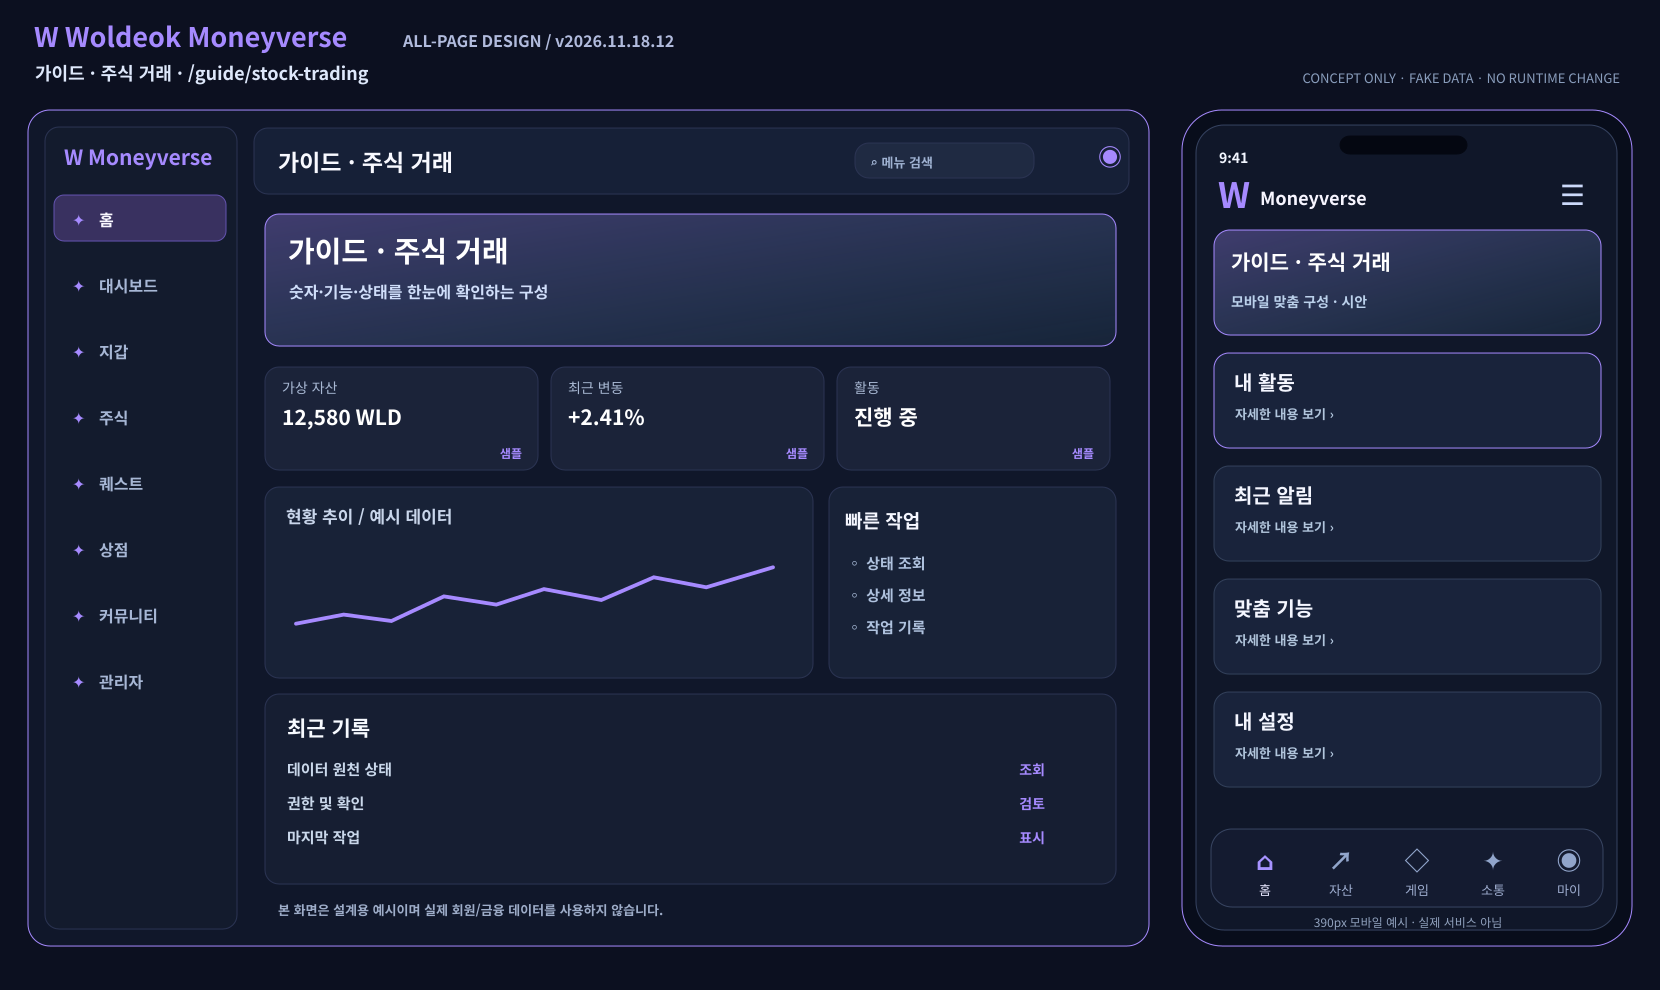 W Woldeok Moneyverse
ALL-PAGE DESIGN / v2026.11.18.12
가이드 · 주식 거래 · /guide/stock-trading
CONCEPT ONLY · FAKE DATA · NO RUNTIME CHANGE
W Moneyverse
홈
대시보드
지갑
주식
퀘스트
상점
커뮤니티
관리자
가이드 · 주식 거래
메뉴 검색
가이드 · 주식 거래
숫자·기능·상태를 한눈에 확인하는 구성
가상 자산
12,580 WLD
샘플
최근 변동
+2.41%
샘플
활동
진행 중
샘플
현황 추이 / 예시 데이터
빠른 작업
상태 조회
상세 정보
작업 기록
최근 기록
데이터 원천 상태 조회
권한 및 확인 검토
마지막 작업 표시
본 화면은 설계용 예시이며 실제 회원/금융 데이터를 사용하지 않습니다.
9:41
W Moneyverse
가이드 · 주식 거래
모바일 맞춤 구성 · 시안
내 활동
자세한 내용 보기 ›
최근 알림
자세한 내용 보기 ›
맞춤 기능
자세한 내용 보기 ›
내 설정
자세한 내용 보기 ›
홈 자산 게임 소통 마이
390px 모바일 예시 · 실제 서비스 아님